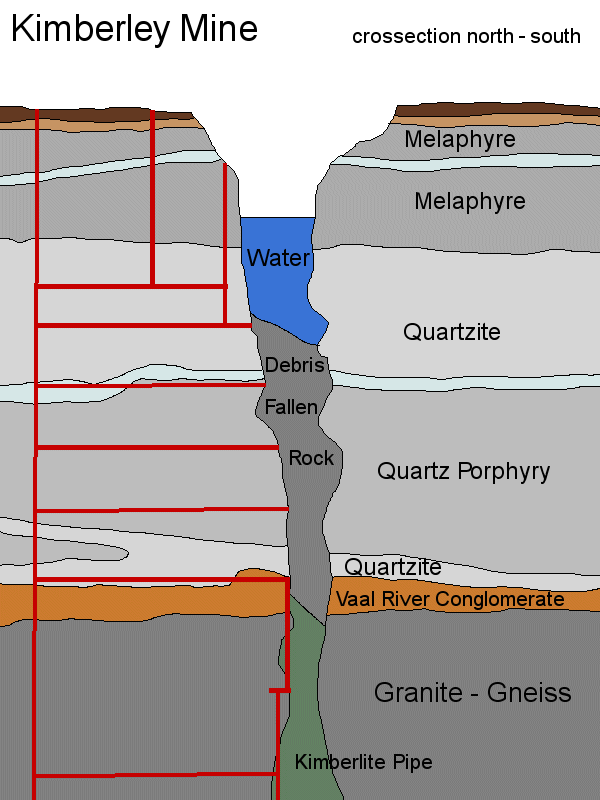 Kimberley Mine
crossection north - south
Melaphyre
Melaphyre
Water
Quartzite
Debris
Fallen
Rock
Quartz Porphyry
Quartzite
Vaal River Conglomerate
Granite - Gneiss
Kimberlite Pipe